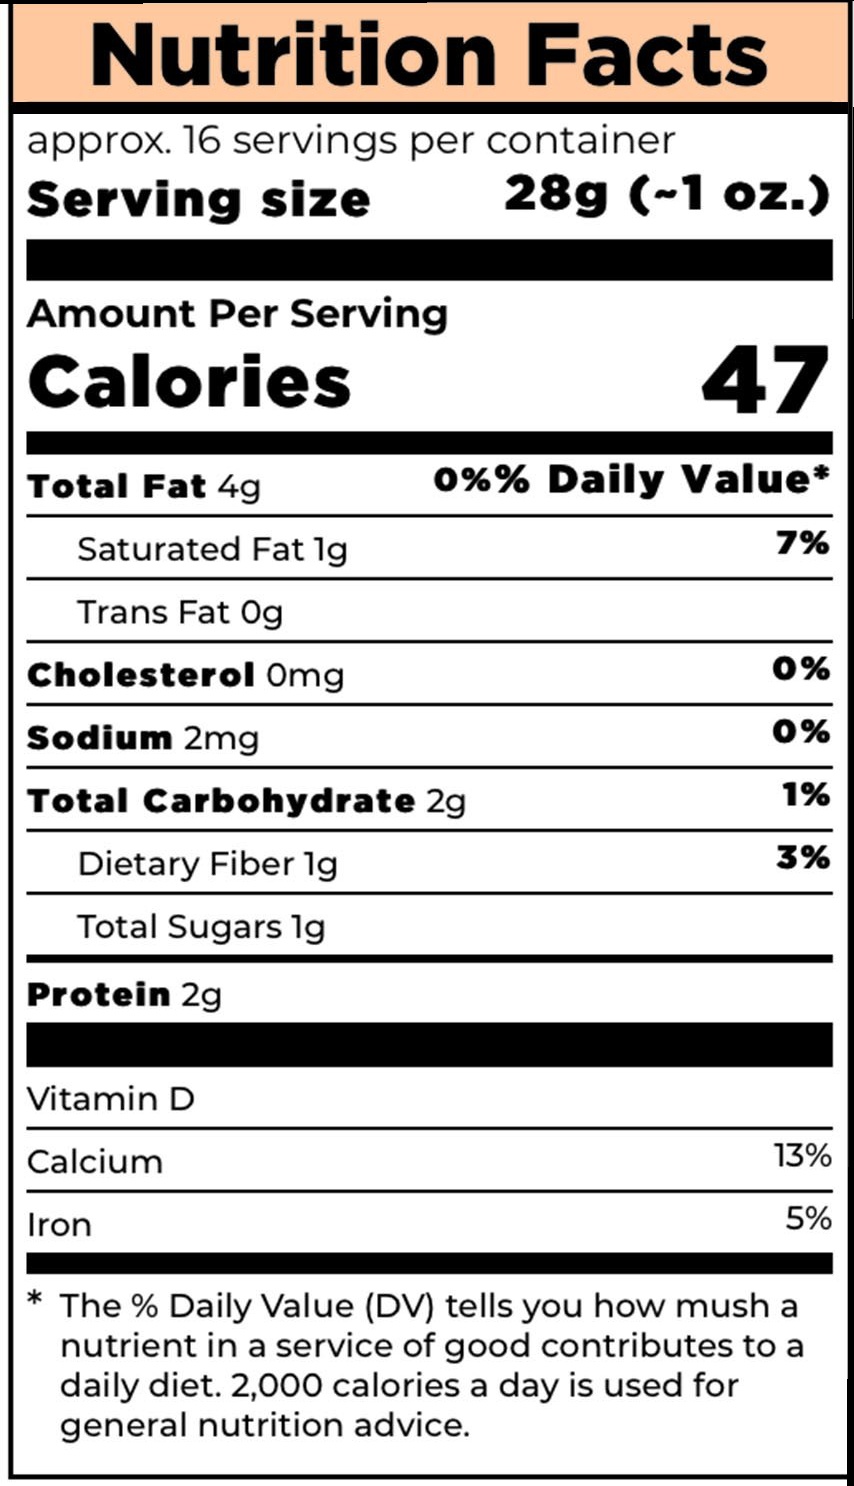 Nutrition Facts
approx. 16 servings per container
Serving size 28g (~1 oz.)
Amount Per Serving
Calories 47
Total Fat 4g 0%% Daily Value*
Saturated Fat 1g 7%
Trans Fat 0g
Cholesterol 0mg 0%
Sodium 2mg 0%
Total Carbohydrate 2g 1%
Dietary Fiber 1g 3%
Total Sugars 1g
Protein 2g
Vitamin D
Calcium 13%
Iron 5%
* The % Daily Value (DV) tells you how mush a
nutrient in a service of good contributes to a
daily diet. 2,000 calories a day is used for
general nutrition advice.